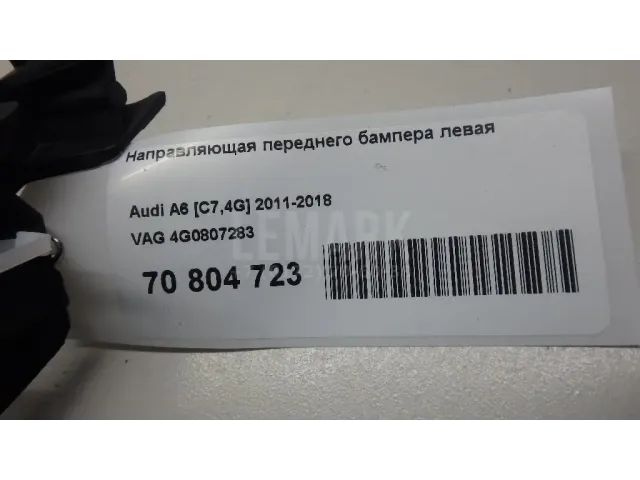 Направляющая переднего бампера левая
Audi A6 [C7,4G] 2011-2018
VAG 4G0807283
LEMARK
70 804 723